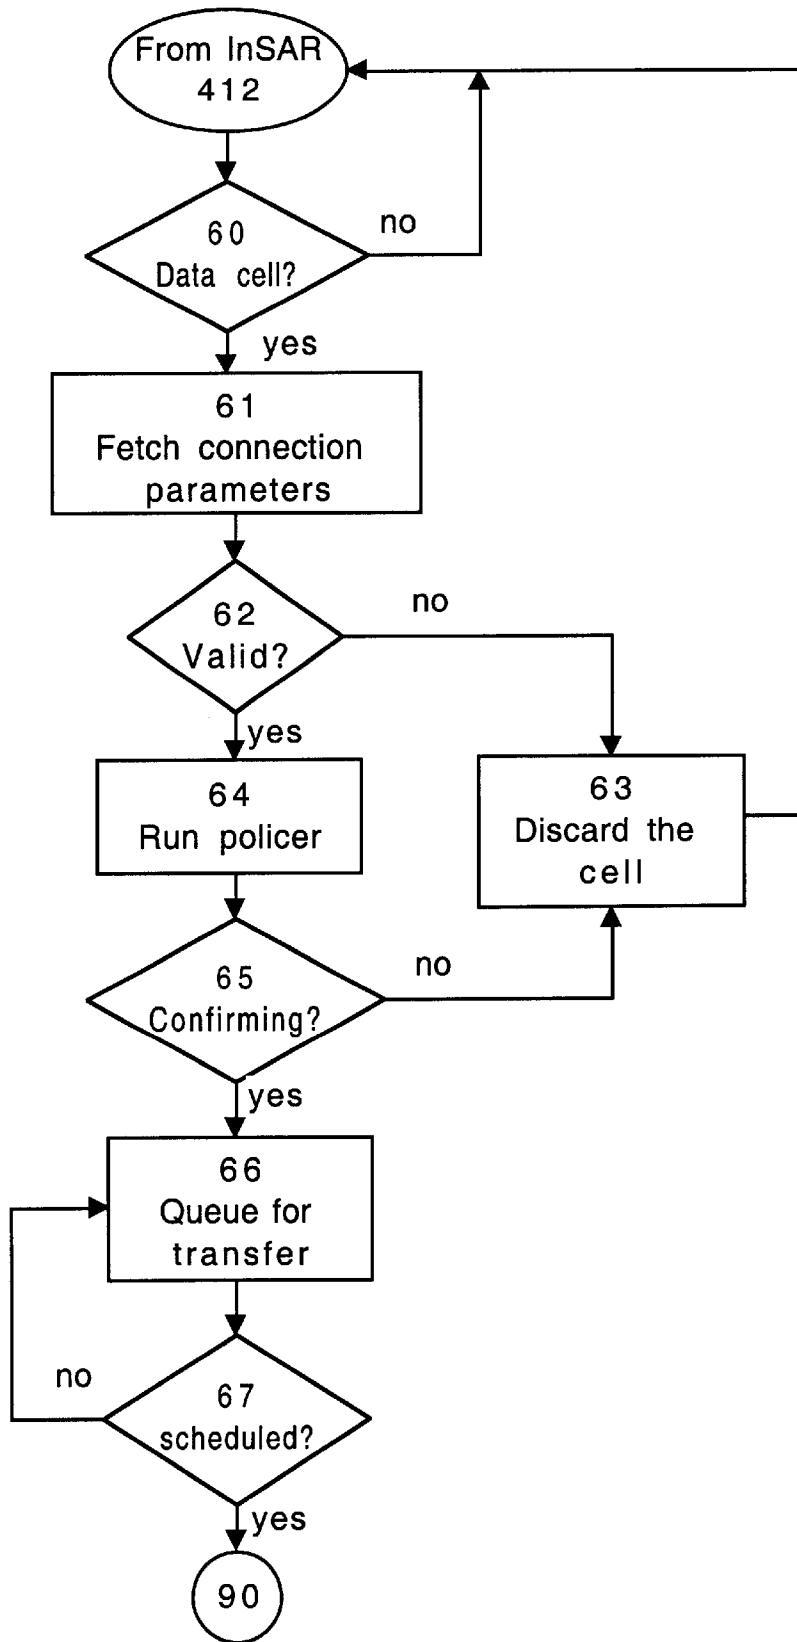 From InSAR
412
60
Data cell?
no
yes
61
Fetch connection
parameters
62
Valid?
no
yes
64
Run policer
63
Discard the
cell
65
Confirming?
no
yes
66
Queue for
transfer
no
67
scheduled?
yes
90